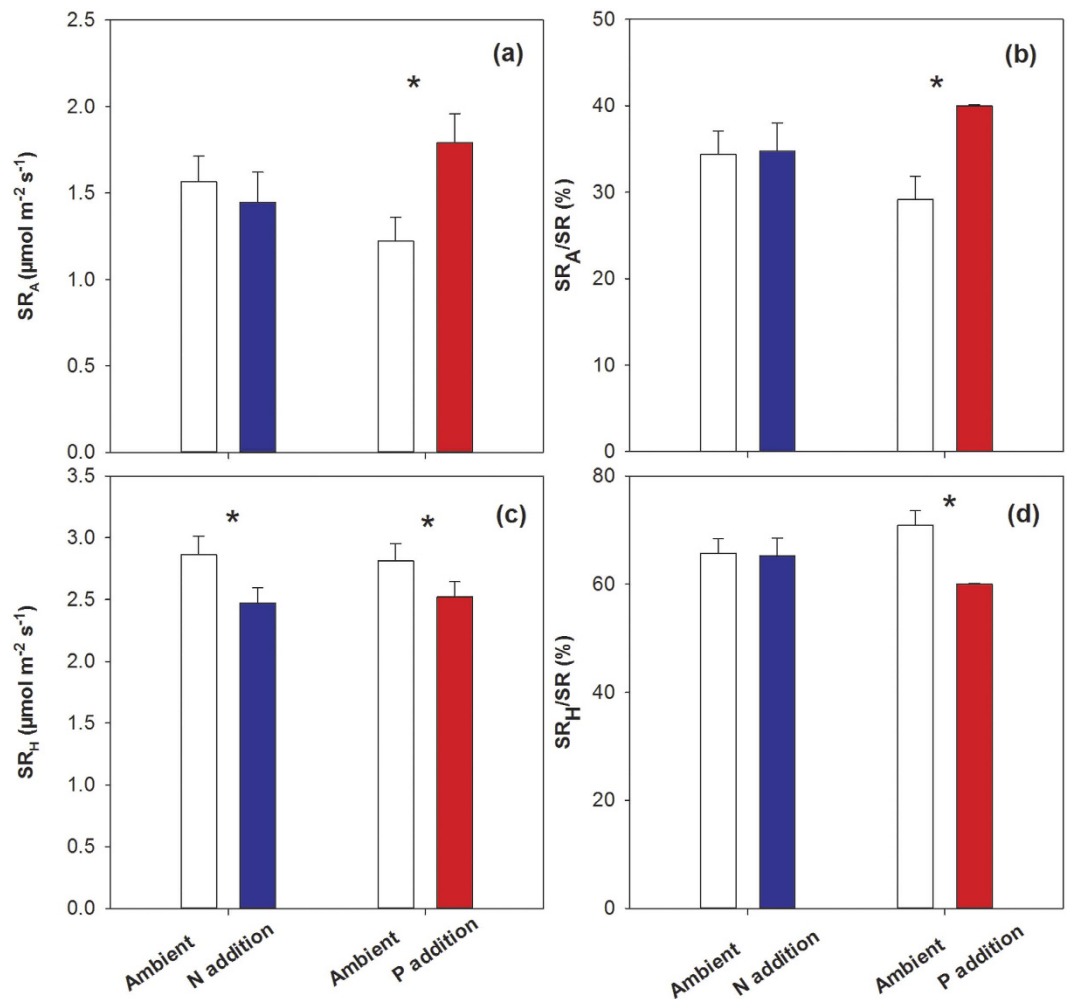 2.5
2.0
1.5
1.0
0.5
0.0
SR_A (µmol m⁻² s⁻¹)
(a)
*
50
40
30
20
10
0
SR_A/SR (%)
(b)
*
3.5
3.0
2.5
2.0
1.5
1.0
0.5
0.0
SR_H (µmol m⁻² s⁻¹)
(c)
*
*
Ambient
N addition
Ambient
P addition
80
60
40
20
0
SR_H/SR (%)
(d)
*
Ambient
N addition
Ambient
P addition